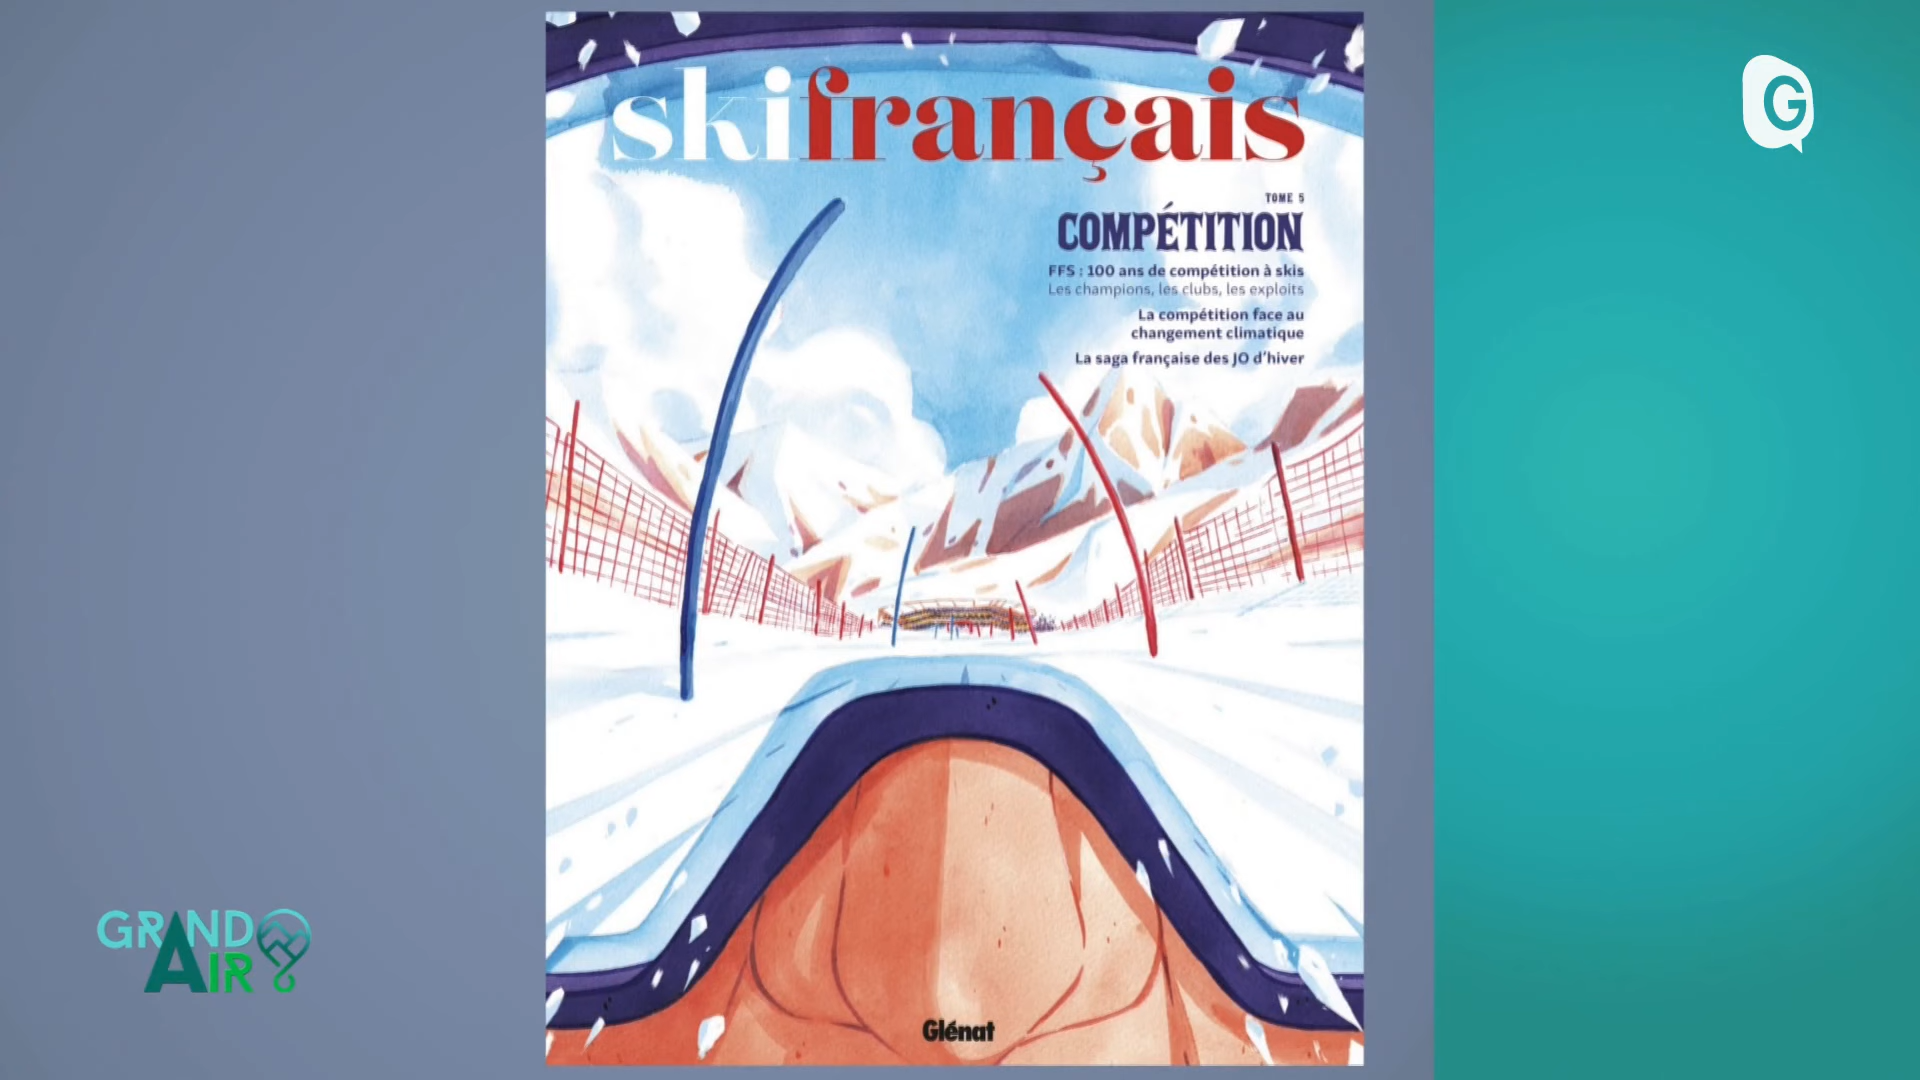 skifrançais
TOME 5
COMPÉTITION
FFS : 100 ans de compétition à skis
Les champions, les clubs, les exploits
La compétition face au
changement climatique
La saga française des JO d'hiver
Glénat
GRAND
AIR
G